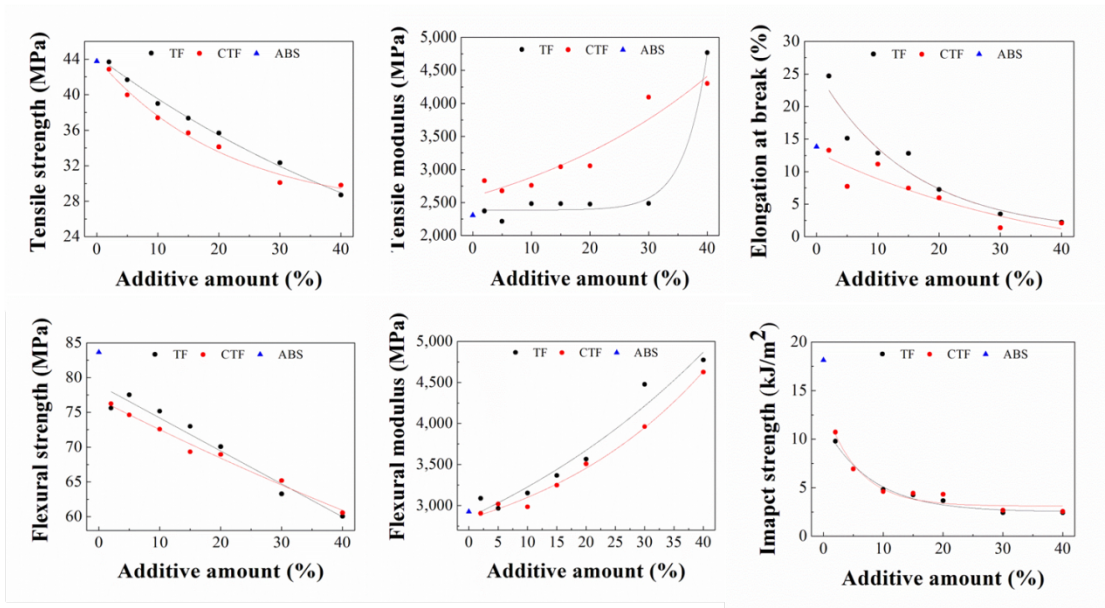 Tensile strength (MPa)
44
40
36
32
28
24
TF CTF ABS
0 10 20 30 40
Additive amount (%)
Tensile modulus (MPa)
5,000
4,500
4,000
3,500
3,000
2,500
2,000
TF CTF ABS
0 10 20 30 40
Additive amount (%)
Elongation at break (%)
30
25
20
15
10
5
0
TF CTF ABS
0 10 20 30 40
Additive amount (%)
Flexural strength (MPa)
85
80
75
70
65
60
TF CTF ABS
0 10 20 30 40
Additive amount (%)
Flexural modulus (MPa)
5,000
4,500
4,000
3,500
3,000
TF CTF ABS
0 5 10 15 20 25 30 35 40
Additive amount (%)
Imapct strength (kJ/m²)
20
15
10
5
0
TF CTF ABS
0 10 20 30 40
Additive amount (%)